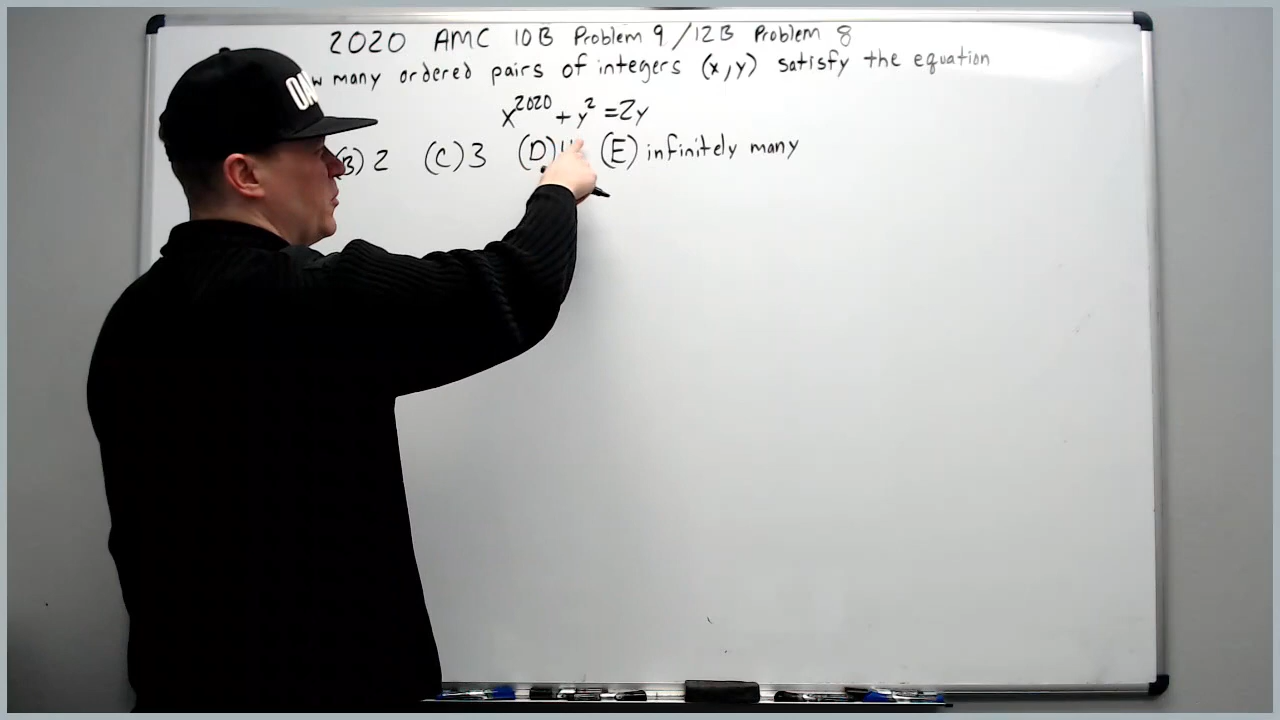 2020 AMC 10B Problem 9/12B Problem 8
many ordered pairs of integers (x,y) satisfy the equation
x^2020 + y^2 = 2y
(B) 2 (C) 3 (D) (E) infinitely many